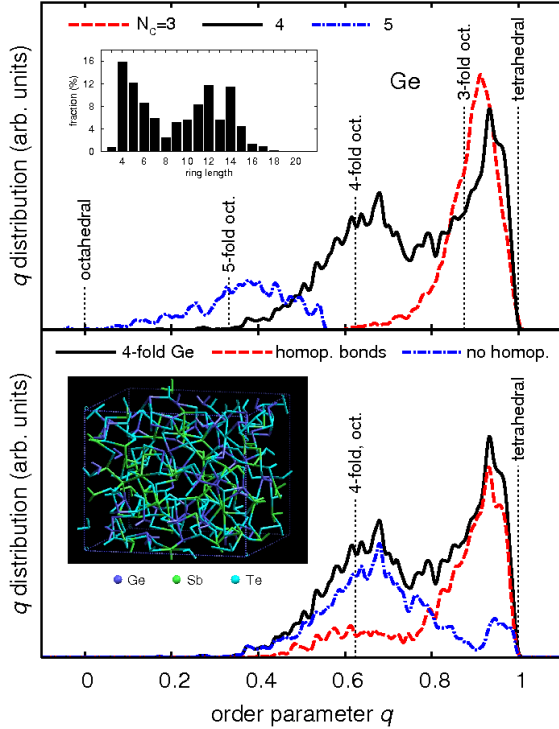 N_C=3 4 5
q distribution (arb. units)
Ge
octahedral
5-fold oct.
4-fold oct.
3-fold oct.
tetrahedral
fraction (%)
16
12
8
4
0
4 6 8 10 12 14 16 18 20
ring length
4-fold Ge homop. bonds no homop.
q distribution (arb. units)
4-fold, oct.
tetrahedral
Ge Sb Te
0 0.2 0.4 0.6 0.8 1
order parameter q